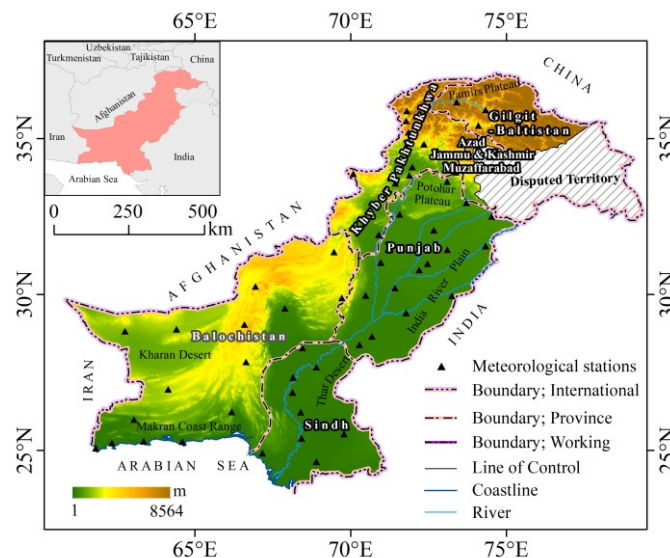 65°E 70°E 75°E
Uzbekistan
Turkmenistan
Tajikistan
China
Afghanistan
Iran
India
Arabian Sea
0 250 500
km
35°N
30°N
25°N
35°N
30°N
25°N
CHINA
Pamirs Plateau
Gilgit
-Baltistan
Azad
Jammu & Kashmir
Muzaffarabad
Disputed Territory
Khyber Pakhtunkhwa
Potohar
Plateau
AFGHANISTAN
Punjab
India River Plain
INDIA
Balochistan
Kharan Desert
IRAN
Thar Desert
Makran Coast Range
Sindh
ARABIAN SEA
m
1 8564
Meteorological stations
Boundary; International
Boundary; Province
Boundary; Working
Line of Control
Coastline
River
65°E 70°E 75°E